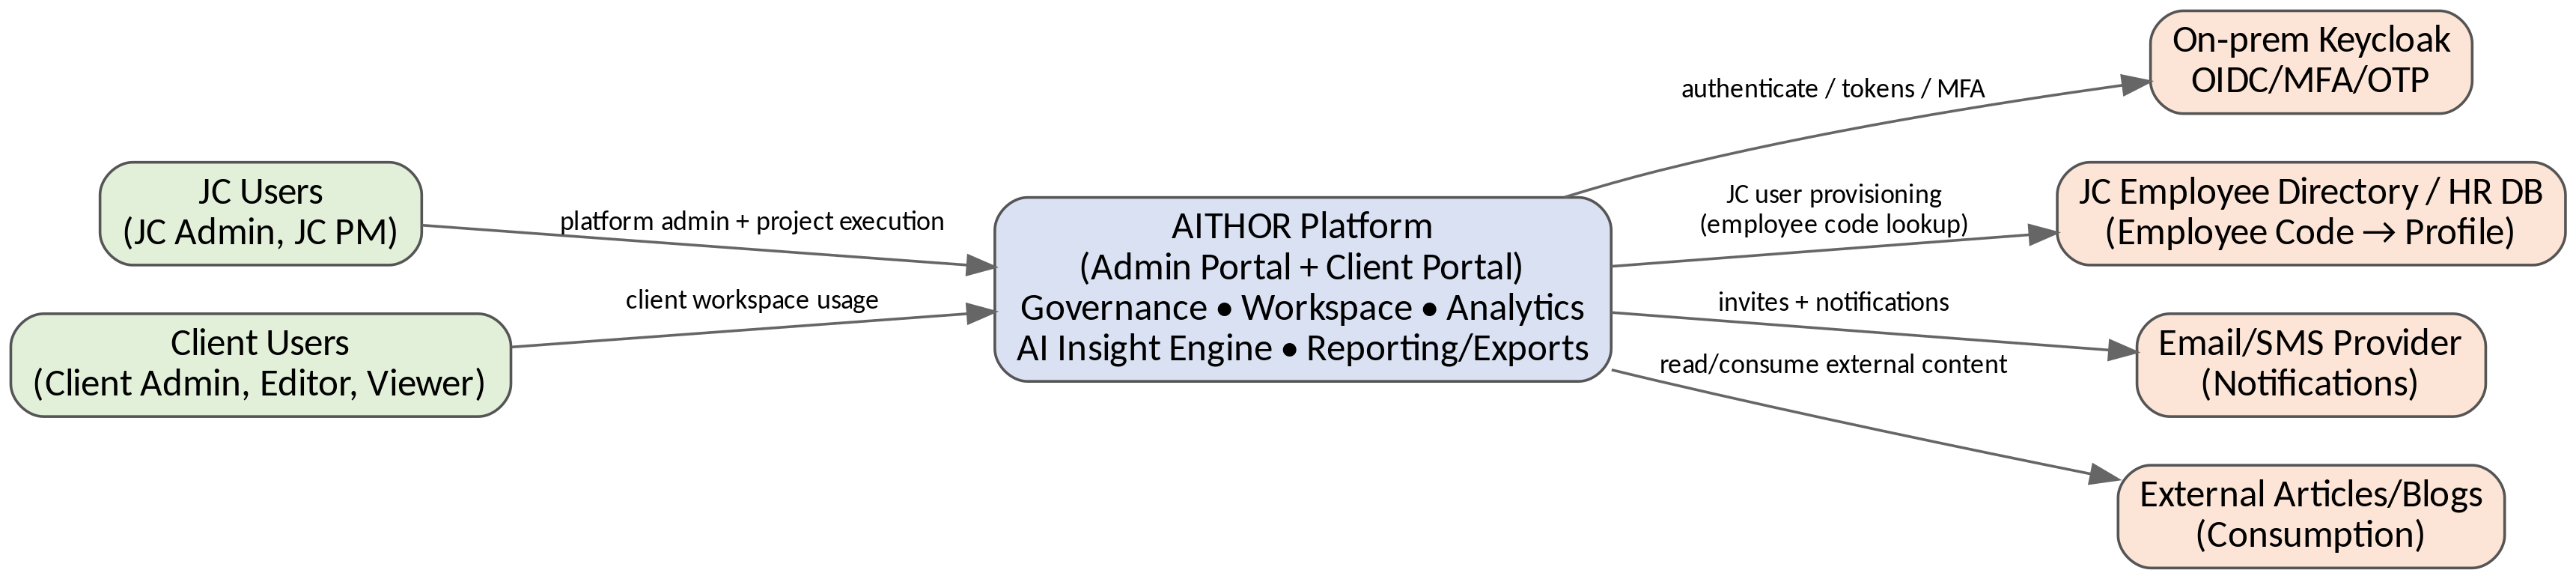 JC Users
(JC Admin, JC PM)
Client Users
(Client Admin, Editor, Viewer)
platform admin + project execution
client workspace usage
AITHOR Platform
(Admin Portal + Client Portal)
Governance • Workspace • Analytics
AI Insight Engine • Reporting/Exports
authenticate / tokens / MFA
JC user provisioning
(employee code lookup)
invites + notifications
read/consume external content
On-prem Keycloak
OIDC/MFA/OTP
JC Employee Directory / HR DB
(Employee Code → Profile)
Email/SMS Provider
(Notifications)
External Articles/Blogs
(Consumption)